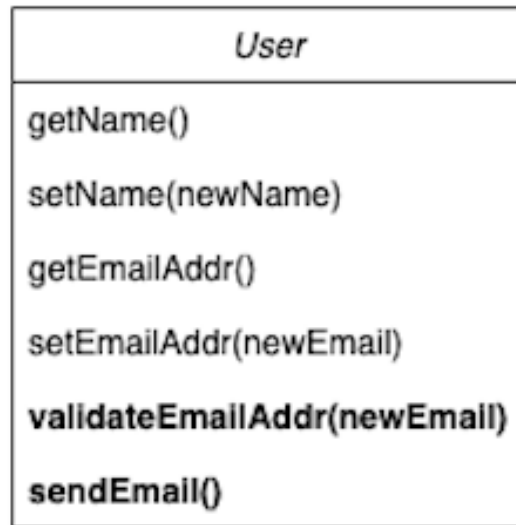 User
getName()
setName(newName)
getEmailAddr()
setEmailAddr(newEmail)
validateEmailAddr(newEmail)
sendEmail()